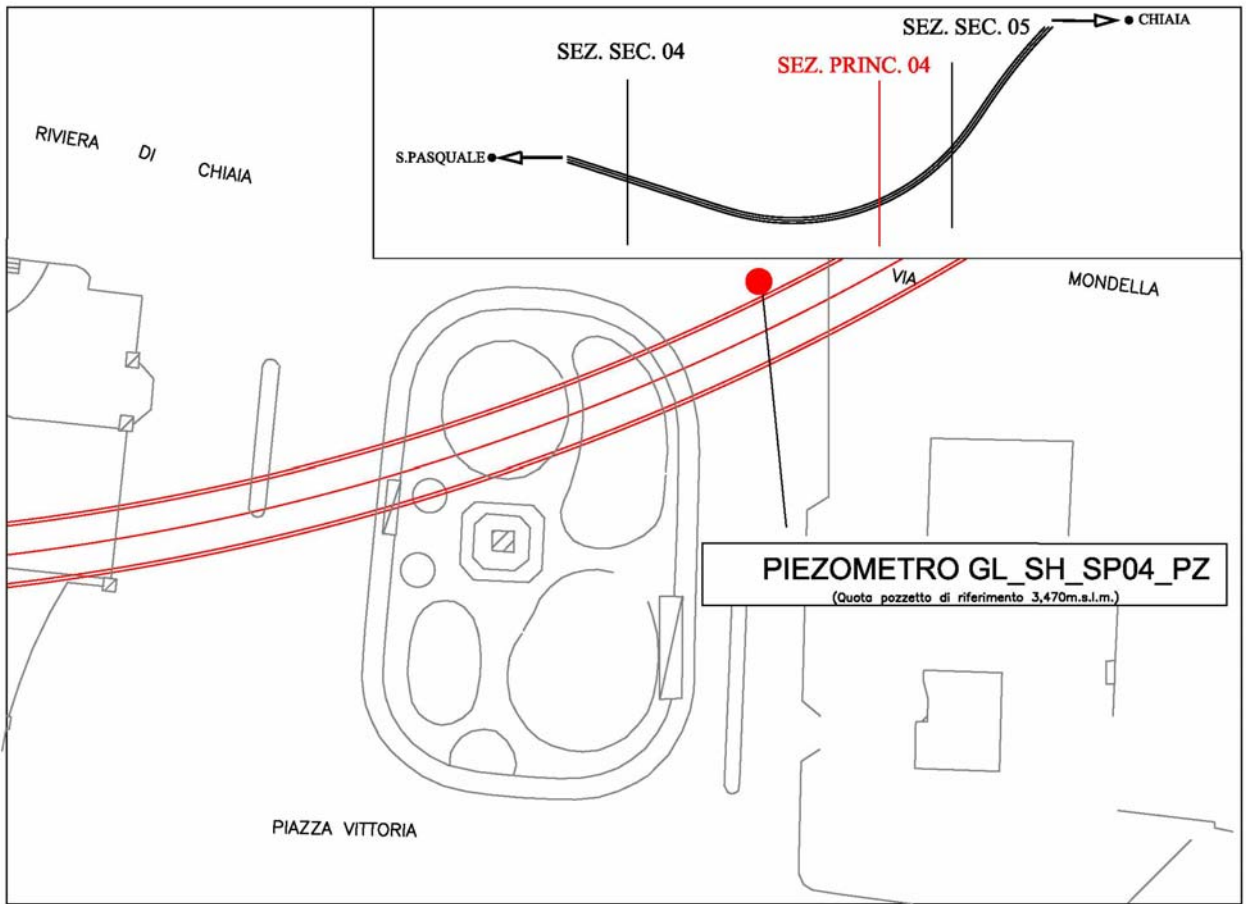 SEZ. SEC. 04
SEZ. SEC. 05
CHIAIA
SEZ. PRINC. 04
S.PASQUALE
RIVIERA DI CHIAIA
VIA MONDELLA
PIEZOMETRO GL_SH_SP04_PZ
(Quota pozzetto di riferimento 3,470m.s.l.m.)
PIAZZA VITTORIA